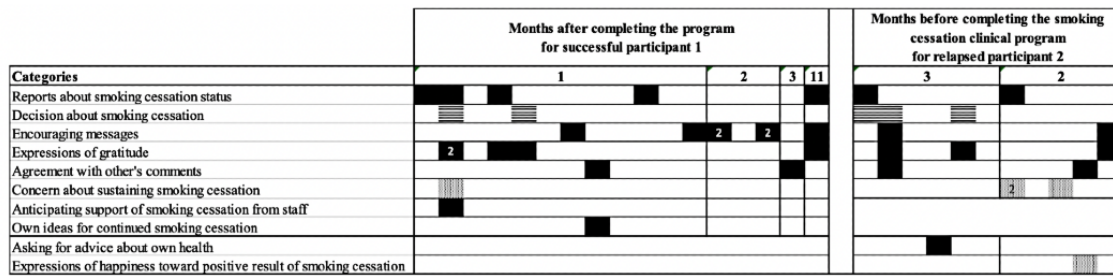 Months after completing the program
for successful participant 1
Months before completing the smoking
cessation clinical program
for relapsed participant 2
Categories 1 2 3 11 3 2
Reports about smoking cessation status
Decision about smoking cessation
Encouraging messages 2 2
Expressions of gratitude 2
Agreement with other's comments
Concern about sustaining smoking cessation 2
Anticipating support of smoking cessation from staff
Own ideas for continued smoking cessation
Asking for advice about own health
Expressions of happiness toward positive result of smoking cessation